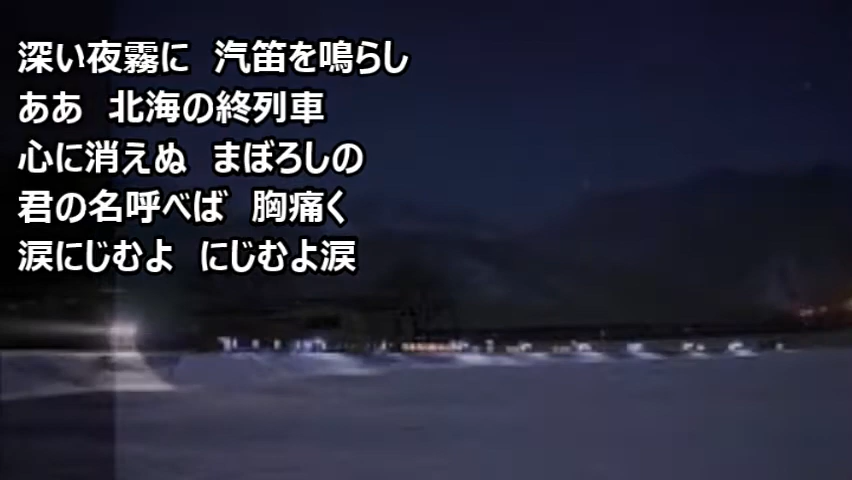 深い夜霧に　汽笛を鳴らし
ああ　北海の終列車
心に消えぬ　まぼろしの
君の名呼べば　胸痛く
涙にじむよ　にじむよ涙